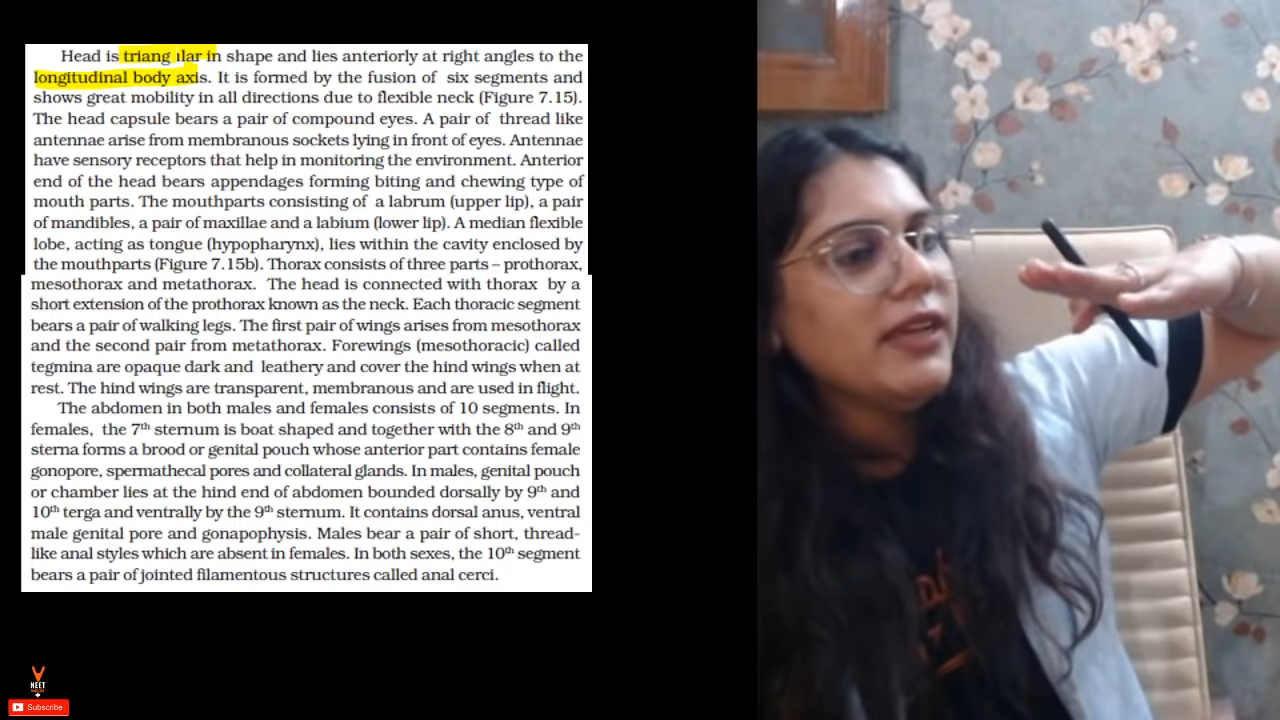 Head is triangular in shape and lies anteriorly at right angles to the
longitudinal body axis. It is formed by the fusion of six segments and
shows great mobility in all directions due to flexible neck (Figure 7.15).
The head capsule bears a pair of compound eyes. A pair of thread like
antennae arise from membranous sockets lying in front of eyes. Antennae
have sensory receptors that help in monitoring the environment. Anterior
end of the head bears appendages forming biting and chewing type of
mouth parts. The mouthparts consisting of a labrum (upper lip), a pair
of mandibles, a pair of maxillae and a labium (lower lip). A median flexible
lobe, acting as tongue (hypopharynx), lies within the cavity enclosed by
the mouthparts (Figure 7.15b). Thorax consists of three parts – prothorax,
mesothorax and metathorax. The head is connected with thorax by a
short extension of the prothorax known as the neck. Each thoracic segment
bears a pair of walking legs. The first pair of wings arises from mesothorax
and the second pair from metathorax. Forewings (mesothoracic) called
tegmina are opaque dark and leathery and cover the hind wings when at
rest. The hind wings are transparent, membranous and are used in flight.
The abdomen in both males and females consists of 10 segments. In
females, the 7th sternum is boat shaped and together with the 8th and 9th
sterna forms a brood or genital pouch whose anterior part contains female
gonopore, spermathecal pores and collateral glands. In males, genital pouch
or chamber lies at the hind end of abdomen bounded dorsally by 9th and
10th terga and ventrally by the 9th sternum. It contains dorsal anus, ventral
male genital pore and gonapophysis. Males bear a pair of short, thread-
like anal styles which are absent in females. In both sexes, the 10th segment
bears a pair of jointed filamentous structures called anal cerci.
NEET
Subscribe